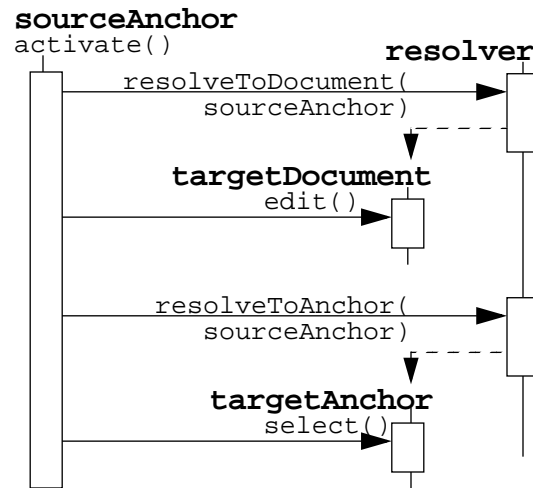 sourceAnchor
activate()
resolver
resolveToDocument(
sourceAnchor)
targetDocument
edit()
resolveToAnchor(
sourceAnchor)
targetAnchor
select()